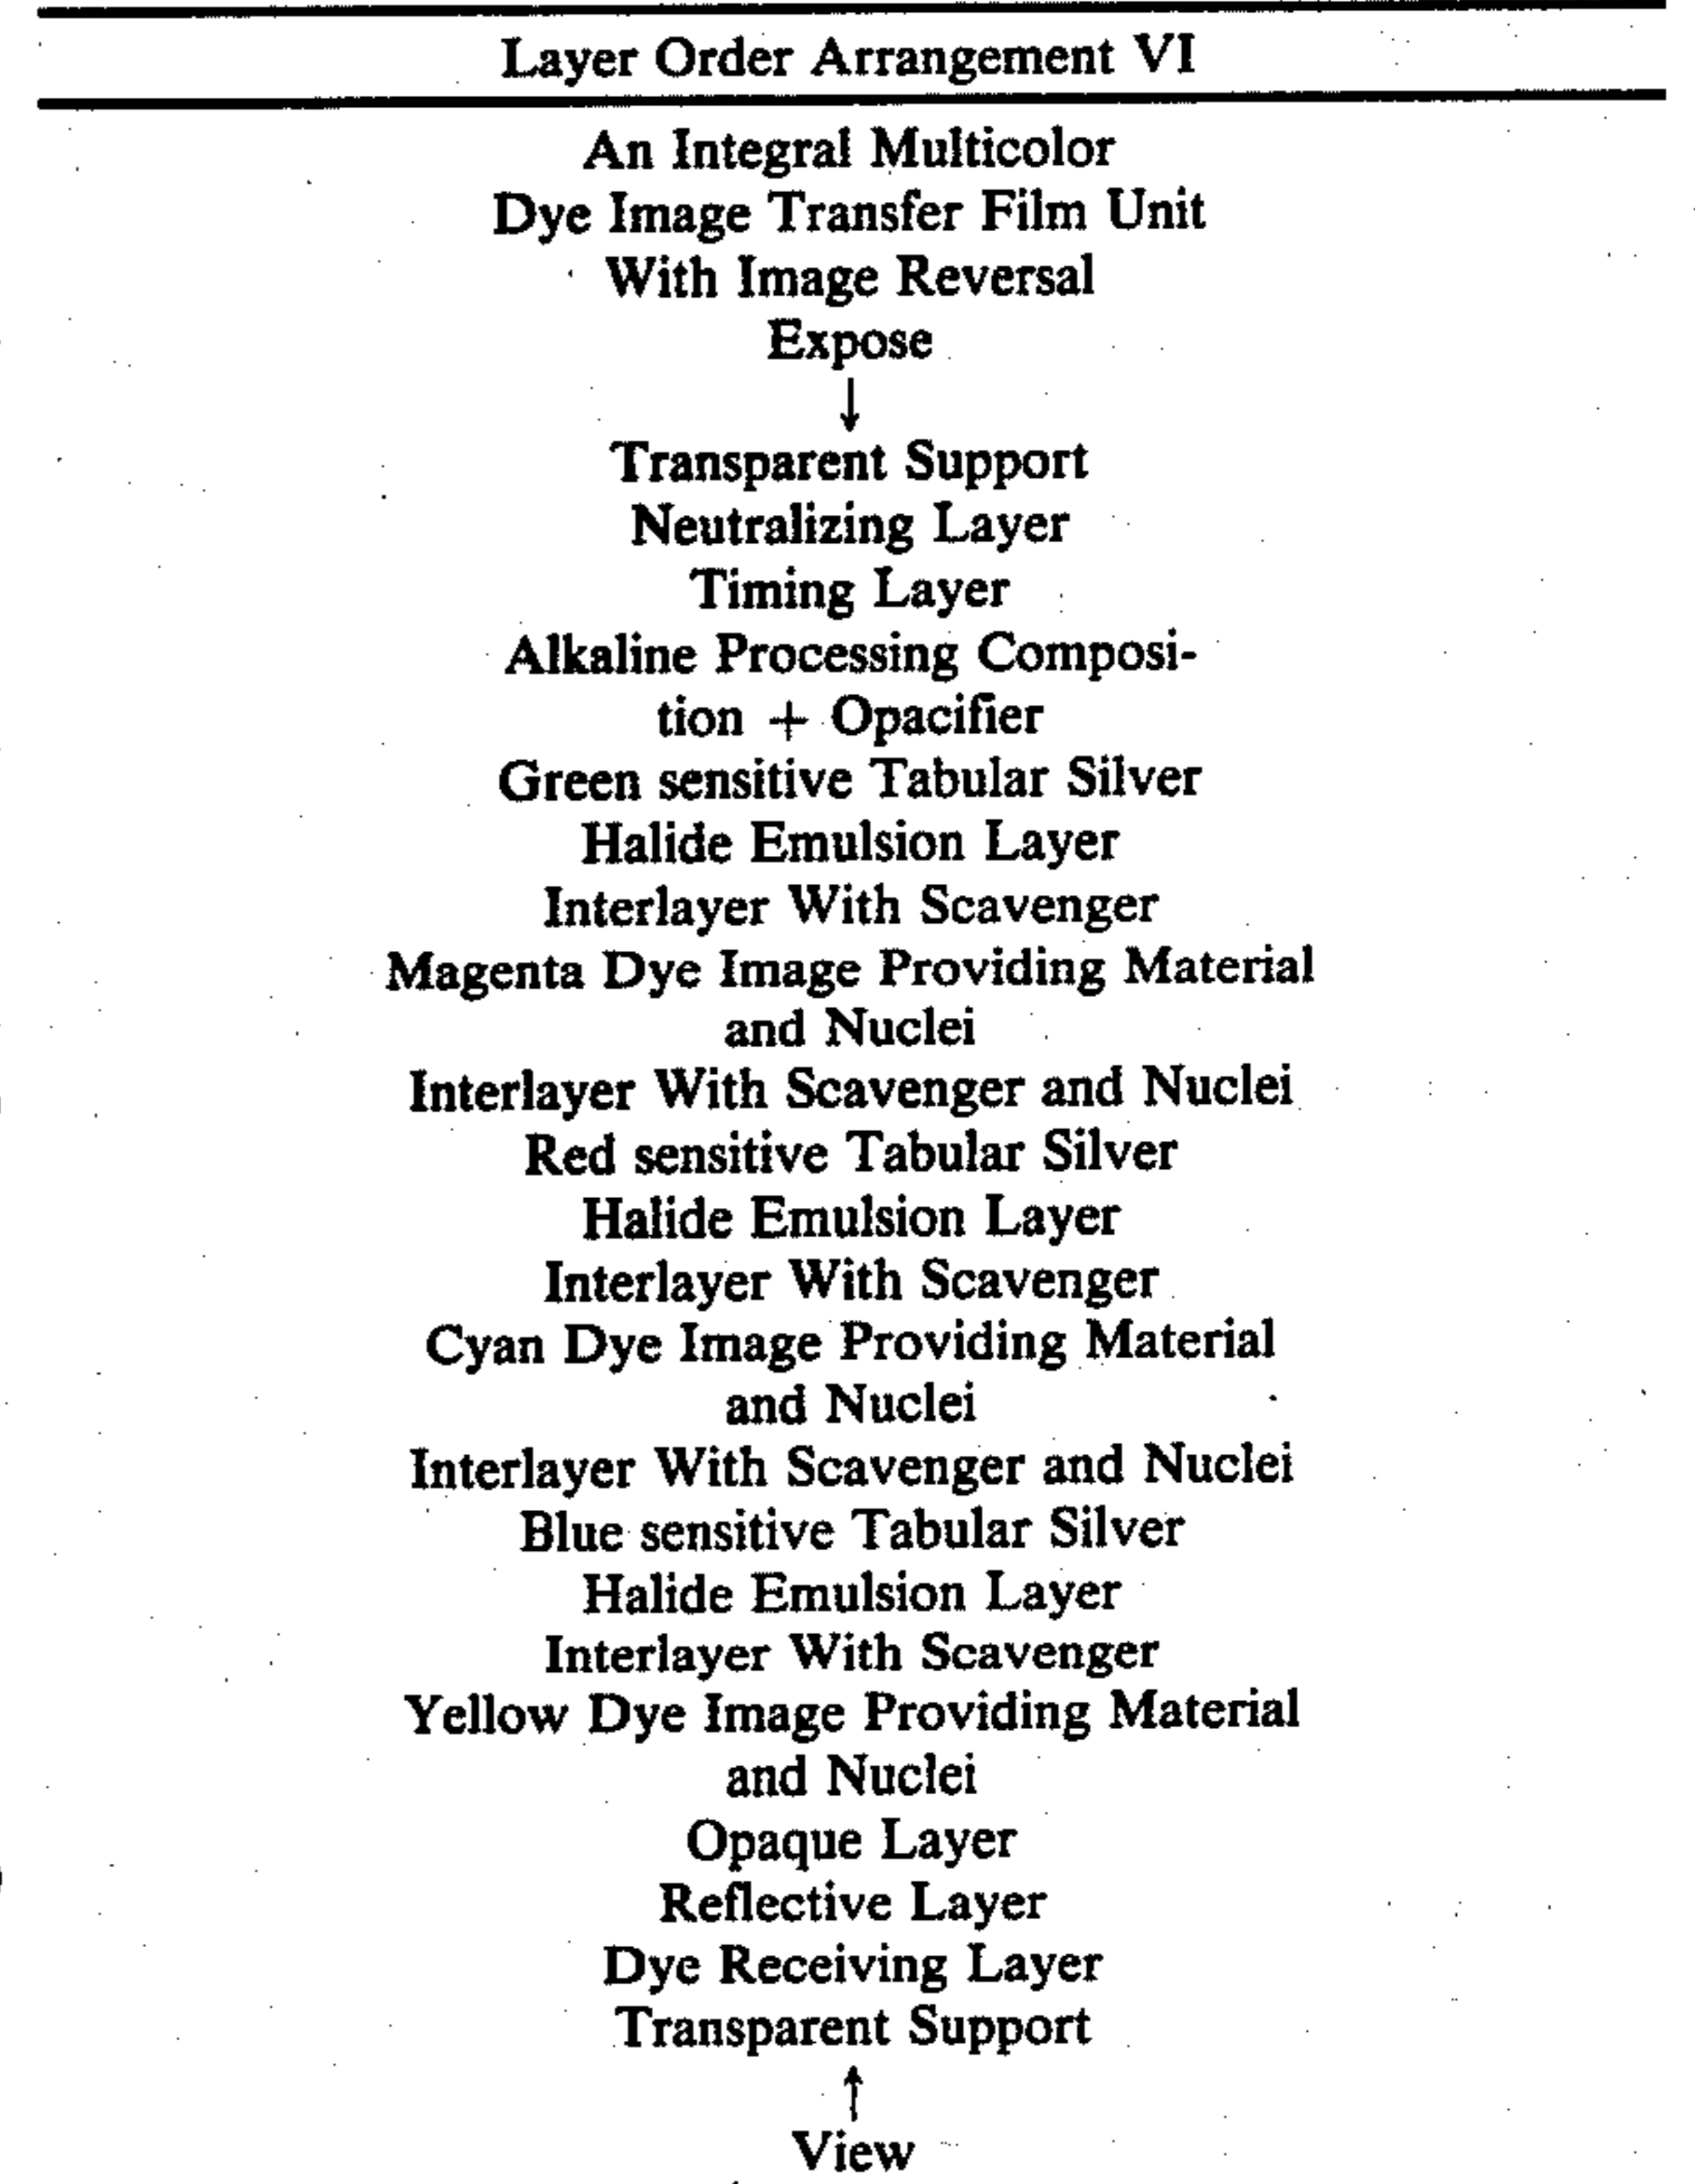 Layer Order Arrangement VI
An Integral Multicolor
Dye Image Transfer Film Unit
With Image Reversal
Expose
↓
Transparent Support
Neutralizing Layer
Timing Layer
Alkaline Processing Composi-
tion + Opacifier
Green sensitive Tabular Silver
Halide Emulsion Layer
Interlayer With Scavenger
Magenta Dye Image Providing Material
and Nuclei
Interlayer With Scavenger and Nuclei
Red sensitive Tabular Silver
Halide Emulsion Layer
Interlayer With Scavenger
Cyan Dye Image Providing Material
and Nuclei
Interlayer With Scavenger and Nuclei
Blue sensitive Tabular Silver
Halide Emulsion Layer
Interlayer With Scavenger
Yellow Dye Image Providing Material
and Nuclei
Opaque Layer
Reflective Layer
Dye Receiving Layer
Transparent Support
↑
View